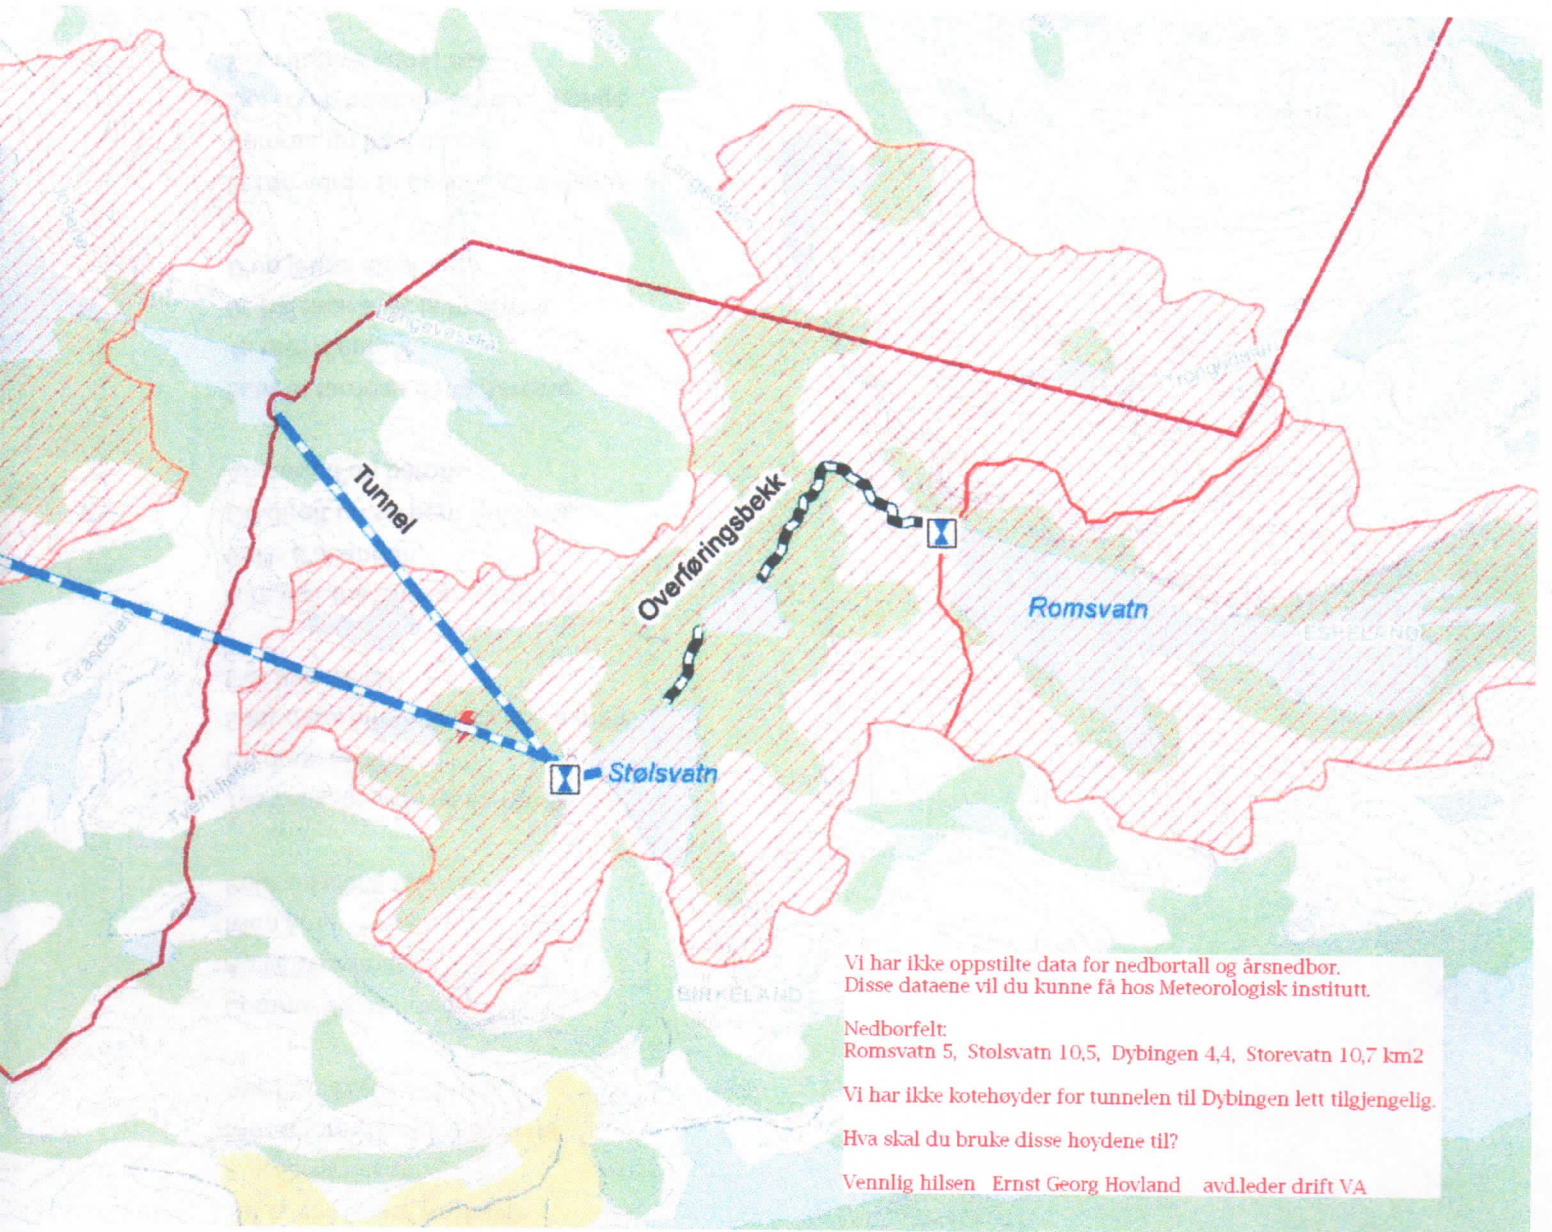 Langevassåna
Tunnel
Overføringsbekk
Romsvatn
ESPELAND
Stølsvatn
BIRKELAND
Vi har ikke oppstilte data for nedbørtall og årsnedbør.
Disse dataene vil du kunne få hos Meteorologisk institutt.
Nedbørfelt:
Romsvatn 5, Stølsvatn 10,5, Dybingen 4,4, Storevatn 10,7 km2
Vi har ikke kotehøyder for tunnelen til Dybingen lett tilgjengelig.
Hva skal du bruke disse høydene til?
Vennlig hilsen Ernst Georg Hovland avd.leder drift VA